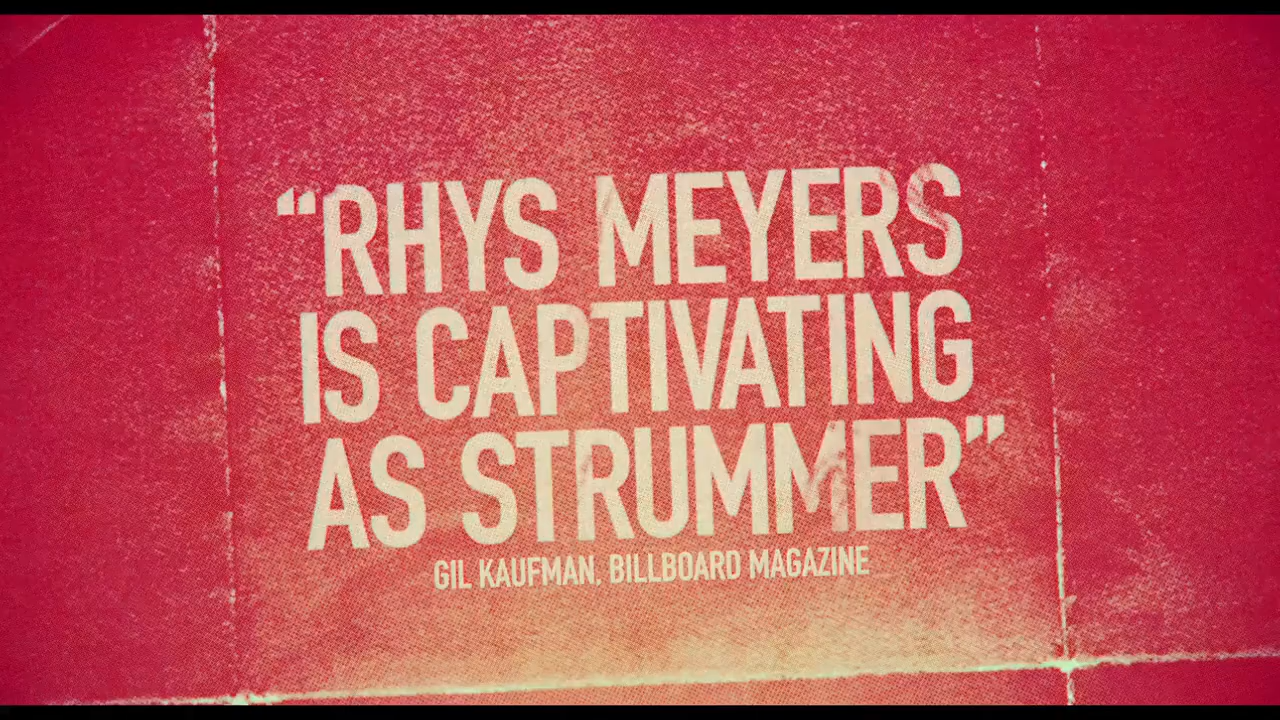 “RHYS MEYERS
IS CAPTIVATING
AS STRUMMER”
GIL KAUFMAN, BILLBOARD MAGAZINE